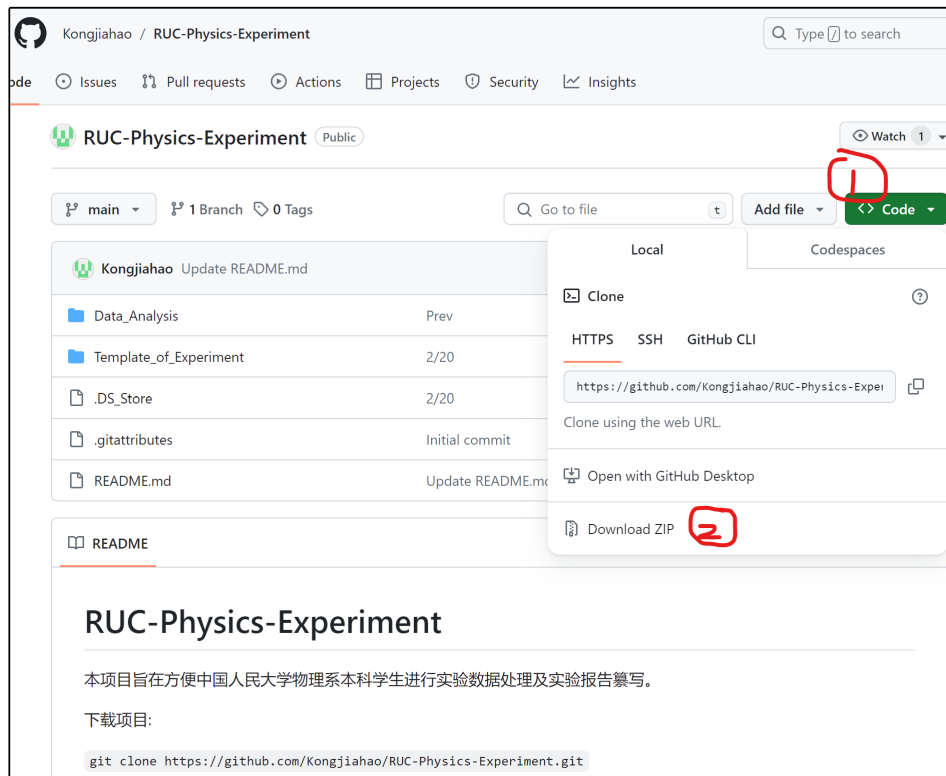 Kongjiahao / RUC-Physics-Experiment
Type / to search
ode Issues Pull requests Actions Projects Security Insights
RUC-Physics-Experiment Public
Watch 1
1
main 1 Branch 0 Tags
Go to file t
Add file
<> Code
Kongjiahao Update README.md
Data_Analysis Prev
Template_of_Experiment 2/20
.DS_Store 2/20
.gitattributes Initial commit
README.md Update README.md
Local Codespaces
Clone
HTTPS SSH GitHub CLI
https://github.com/Kongjiahao/RUC-Physics-Exper
Clone using the web URL.
Open with GitHub Desktop
Download ZIP 2
README
RUC-Physics-Experiment
本项目旨在方便中国人民大学物理系本科学生进行实验数据处理及实验报告纂写。
下载项目:
git clone https://github.com/Kongjiahao/RUC-Physics-Experiment.git